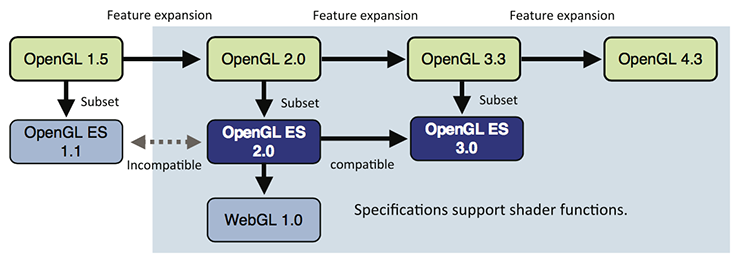 Feature expansion
Feature expansion
Feature expansion
OpenGL 1.5
OpenGL 2.0
OpenGL 3.3
OpenGL 4.3
Subset
Subset
Subset
OpenGL ES
1.1
OpenGL ES
2.0
OpenGL ES
3.0
Incompatible
compatible
WebGL 1.0
Specifications support shader functions.